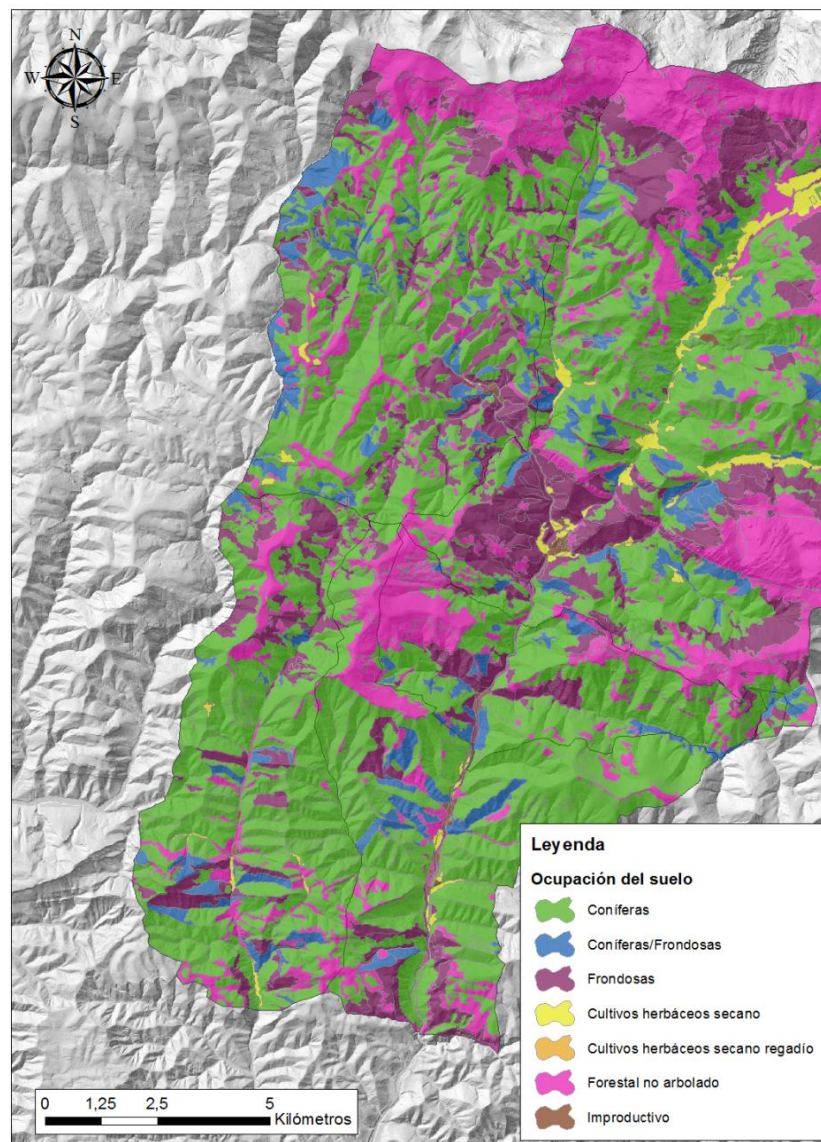 N
W E
S
Leyenda
Ocupación del suelo
Coníferas
Coníferas/Frondosas
Frondosas
Cultivos herbáceos secano
Cultivos herbáceos secano regadío
Forestal no arbolado
Improductivo
0 1,25 2,5 5
Kilómetros